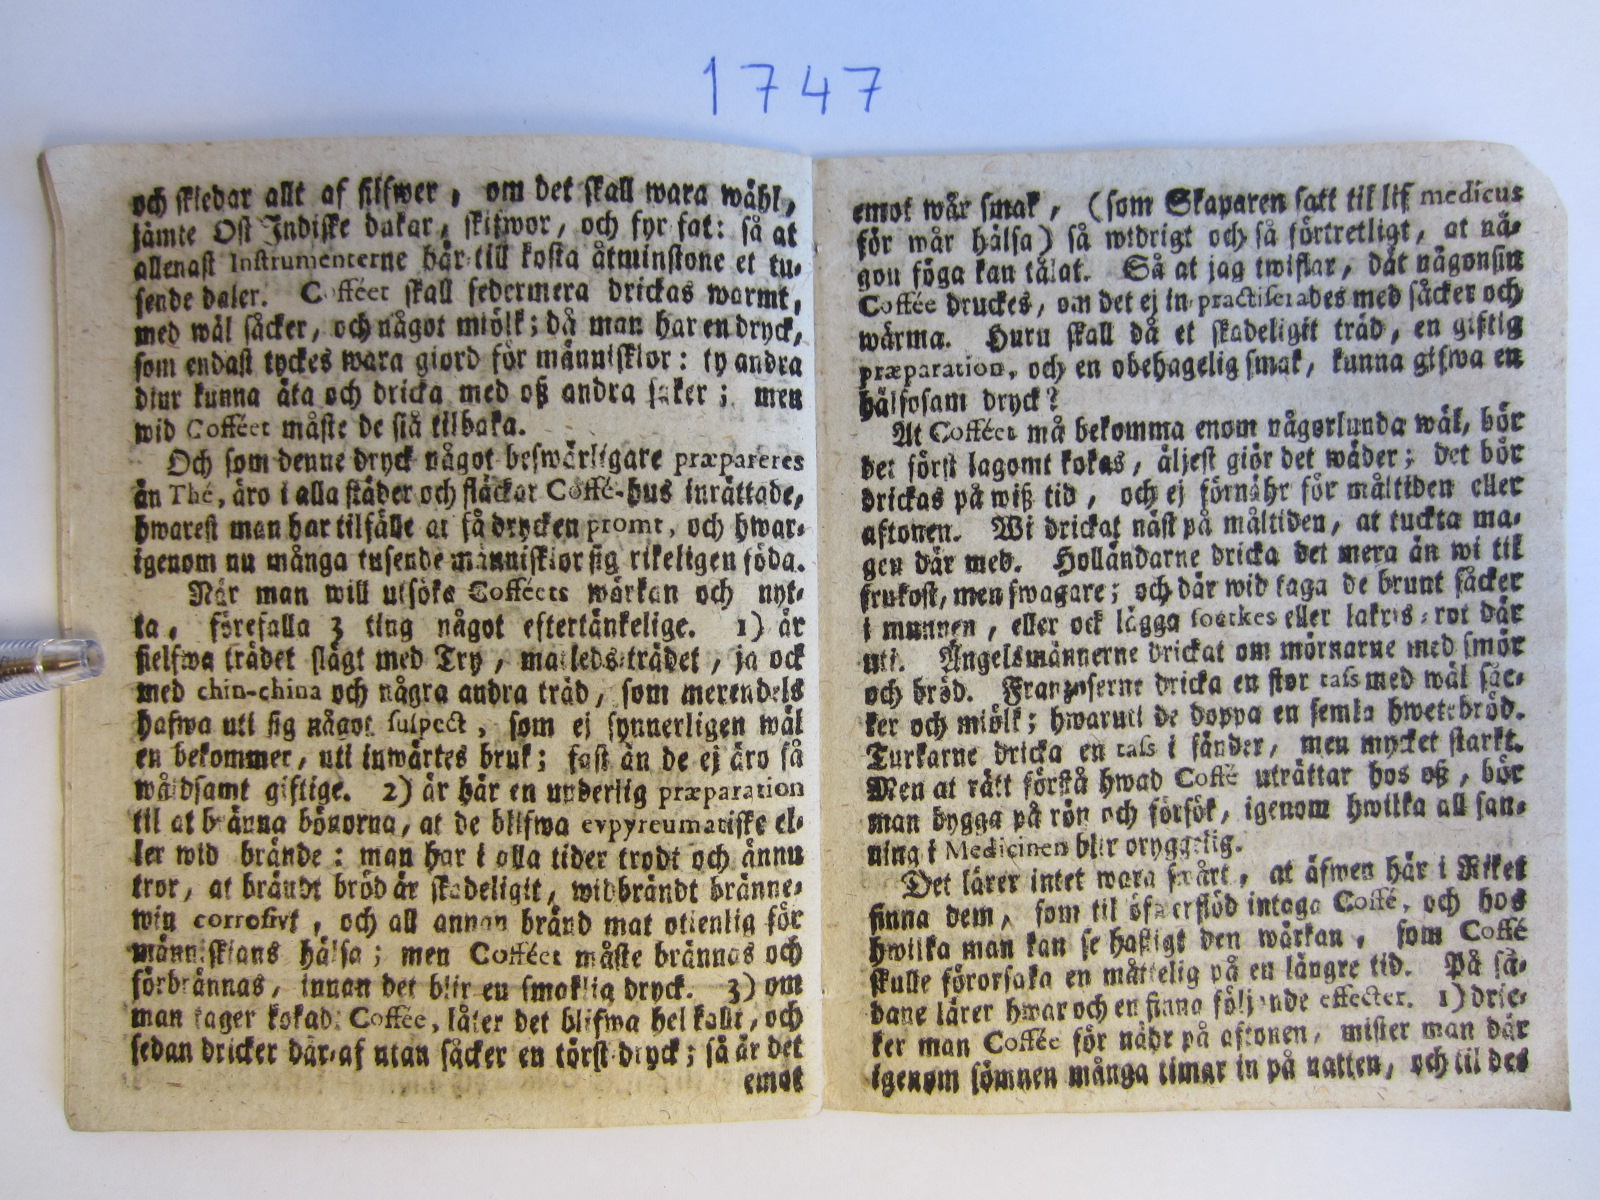 1747
och skiedar allt af silfwer, om det skall wara wähl,
jämte Ost Indiske bakar, skifwor, och fyr fat: så at
allenast Instrumenterne här till kosta åtminstone et tu-
sende daler. Cofféet skall federmera drickas warmt,
med wäl såcker, och något miölk; då man har en dryck,
som endast tyckes wara giord för människior: ty andra
diur kunna äta och dricka med oß andra saker; men
wid Cofféet måste de stå tilbaka.
Och som denne dryck något beswärligare præpareres
än Thé, äro i alla städer och fläckar Coffé-hus inrättade,
hwarest man har tilfälle at få drycken promt, och hwar-
igenom nu många tusende människior sig rikeligen föda.
När man will utsöka Cofféets wärkan och nyt-
ta, förefalla 3 ting något eftertänkelige. 1) är
sielfwa trädet slägt med Try, matleds-trädet, ja ock
med chin-china och några andra träd, som merendels
hafwa uti sig något suspect, som ej synnerligen wäl
en bekommer, uti inwärtes bruk; fast än de ej äro så
wåldsamt giftige. 2) är här en underlig præparation
til at bränna bönorna, at de blifwa evpyreumatiske el-
ler wid brände: man har i alla tider trodt och ännu
tror, at brändt bröd är skadeligit, widbrändt bränne-
win corrosivt, och all annan bränd mat otienlig för
människians hälsa; men Cofféet måste brännas och
förbrännas, innan det blir en smaklig dryck. 3) om
man tager kokad Coffée, låter det blifwa hel kallt, och
sedan dricker där-af utan såcker en törst-dryck; så är det
emot
emot wår smak, (som Skaparen satt til lif medicus
för wår hälsa) så widrigt och så förtretligt, at nå-
gon föga kan tålat. Så at jag twiflar, dåt någonsin
Coffée druckes, om det ej in practiserades med såcker och
wärma. Huru skall då et skadeligit träd, en giftig
præparation, och en obehagelig smak, kunna gifwa en
hälsosam dryck?
At Cofféet må bekomma enom någorlunda wäl, bör
det först lagomt kokas, äljest giör det wäder; det bör
drickas på wiß tid, och ej förnähr för måltiden eller
aftonen. Wi drickat näst på måltiden, at tuckta ma-
gen där med. Holländarne dricka det mera än wi til
frukost, men swagare; och där wid taga de brunt såcker
i munnen, eller ock lägga eller lakrits-rot där
uti. Ängelsmännerne drickat om mörnarne med smör
och bröd. Franzoserne dricka en stor tass med wäl såc-
ker och miölk; hwaruti de doppa en semla hwetebröd.
Turkarne dricka en tass i sänder, men mycket starkt.
Men at rätt förstå hwad Coffé uträttar hos oß, bör
man bygga på rön och försök, igenom hwilka all san-
ning i Medicinen blir oryggelig.
Det lärer intet wara swårt, at äfwen här i Riket
finna dem, som til öfwerflöd intaga Coffé, och hos
hwilka man kan se hastigt den wärkan, som Coffé
skulle förorsaka en måttelig på en längre tid. På så-
dane lärer hwar och en finna följande effecter. 1) dric-
ker man Coffée för nähr på aftonen, mister man där
igenom sömnen många timar in på natten, och til des